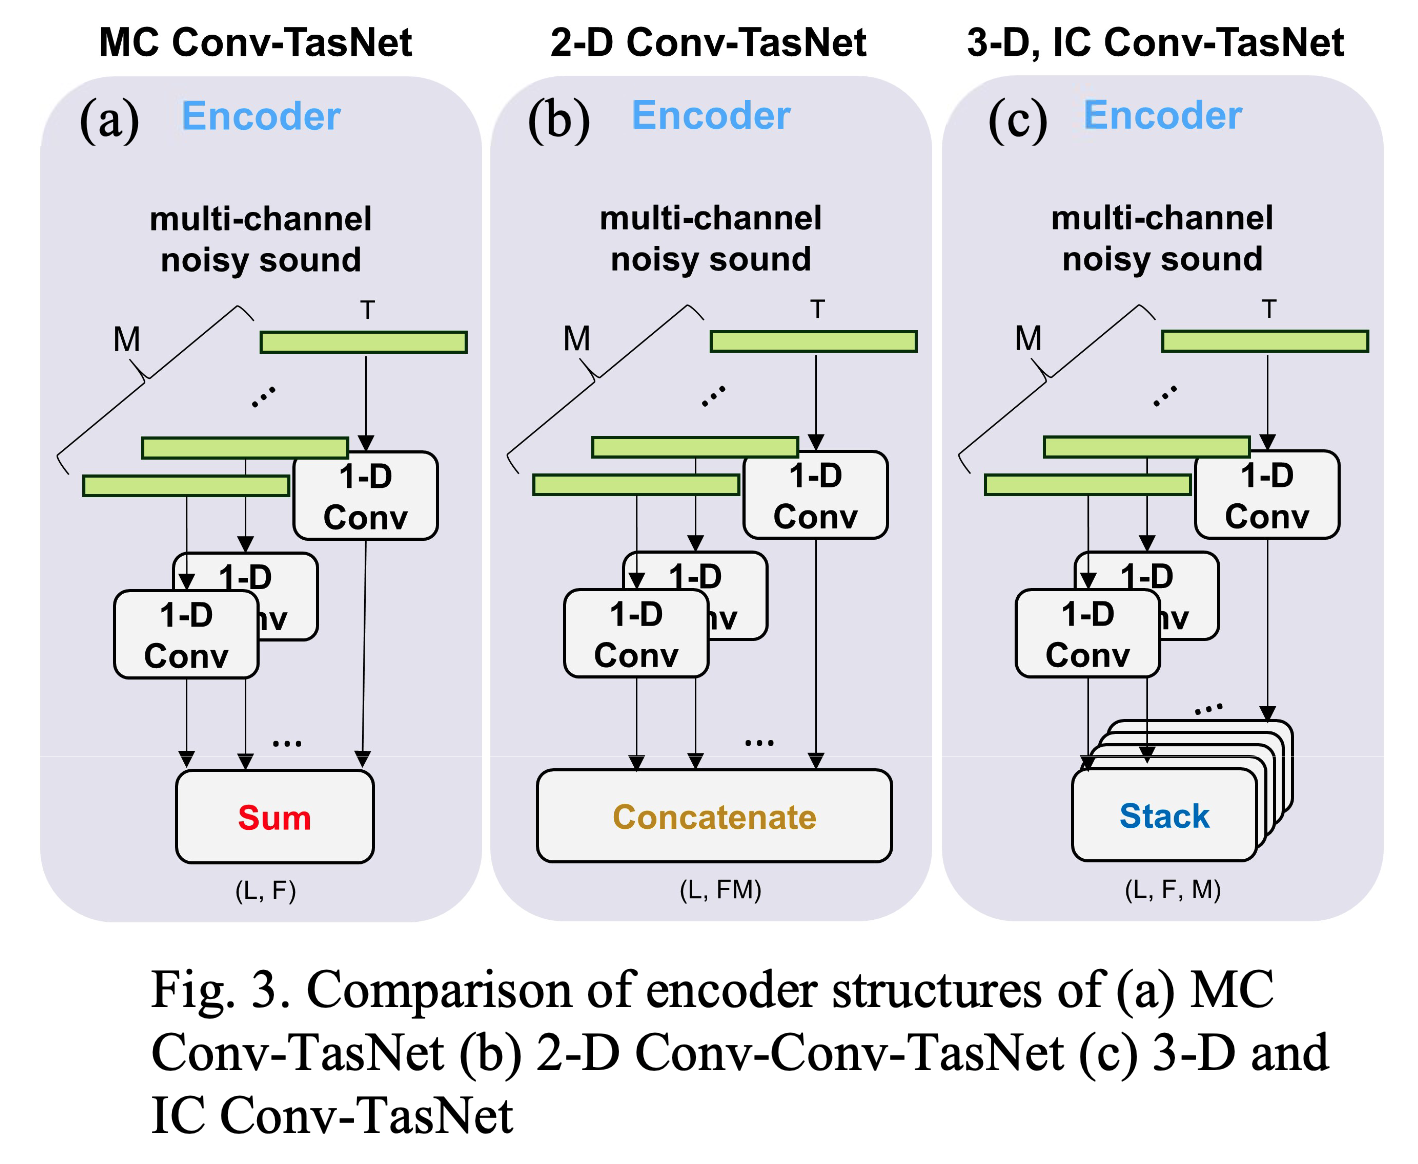 MC Conv-TasNet
(a) Encoder
multi-channel
noisy sound
T
M
...
1-D
Conv
1-D
nv
1-D
Conv
...
Sum
(L, F)
2-D Conv-TasNet
(b) Encoder
multi-channel
noisy sound
T
M
...
1-D
Conv
1-D
nv
1-D
Conv
...
Concatenate
(L, FM)
3-D, IC Conv-TasNet
(c) Encoder
multi-channel
noisy sound
T
M
...
1-D
Conv
1-D
nv
1-D
Conv
...
Stack
(L, F, M)
Fig. 3. Comparison of encoder structures of (a) MC
Conv-TasNet (b) 2-D Conv-Conv-TasNet (c) 3-D and
IC Conv-TasNet